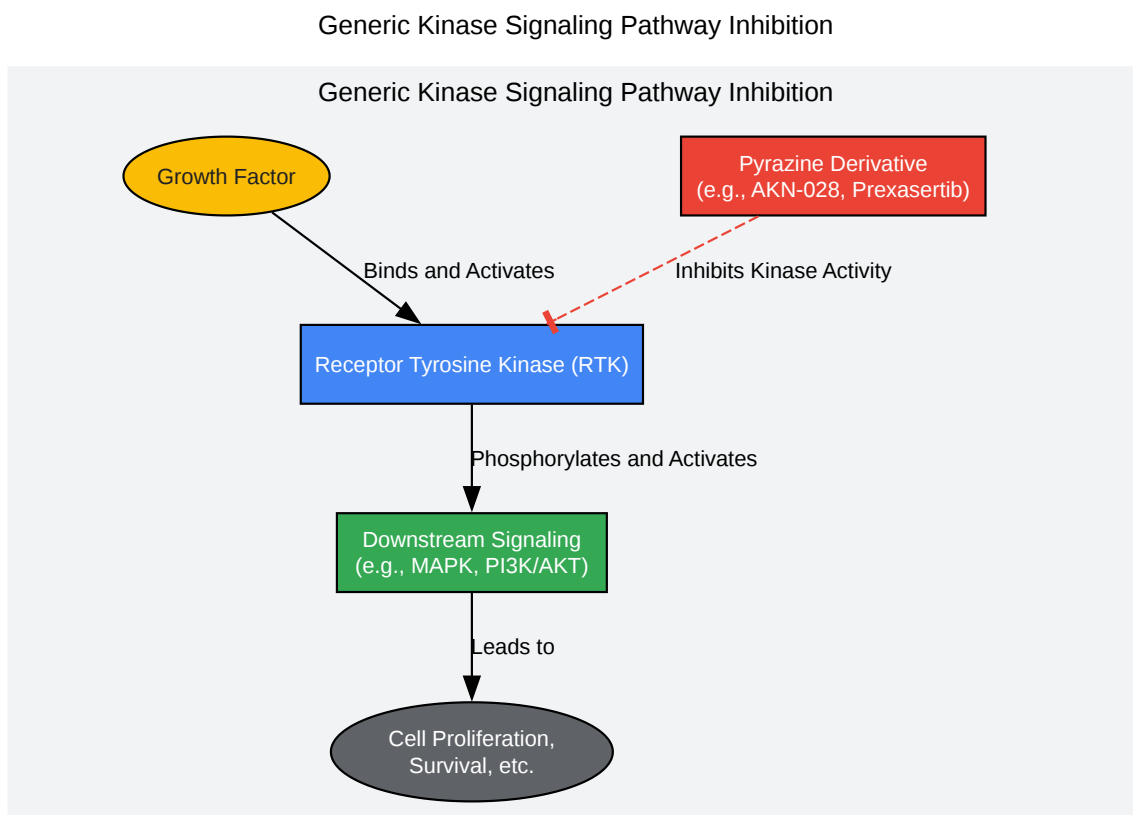 Generic Kinase Signaling Pathway Inhibition
Generic Kinase Signaling Pathway Inhibition
Growth Factor
Pyrazine Derivative
(e.g., AKN-028, Prexasertib)
Binds and Activates
Inhibits Kinase Activity
Receptor Tyrosine Kinase (RTK)
Phosphorylates and Activates
Downstream Signaling
(e.g., MAPK, PI3K/AKT)
Leads to
Cell Proliferation,
Survival, etc.